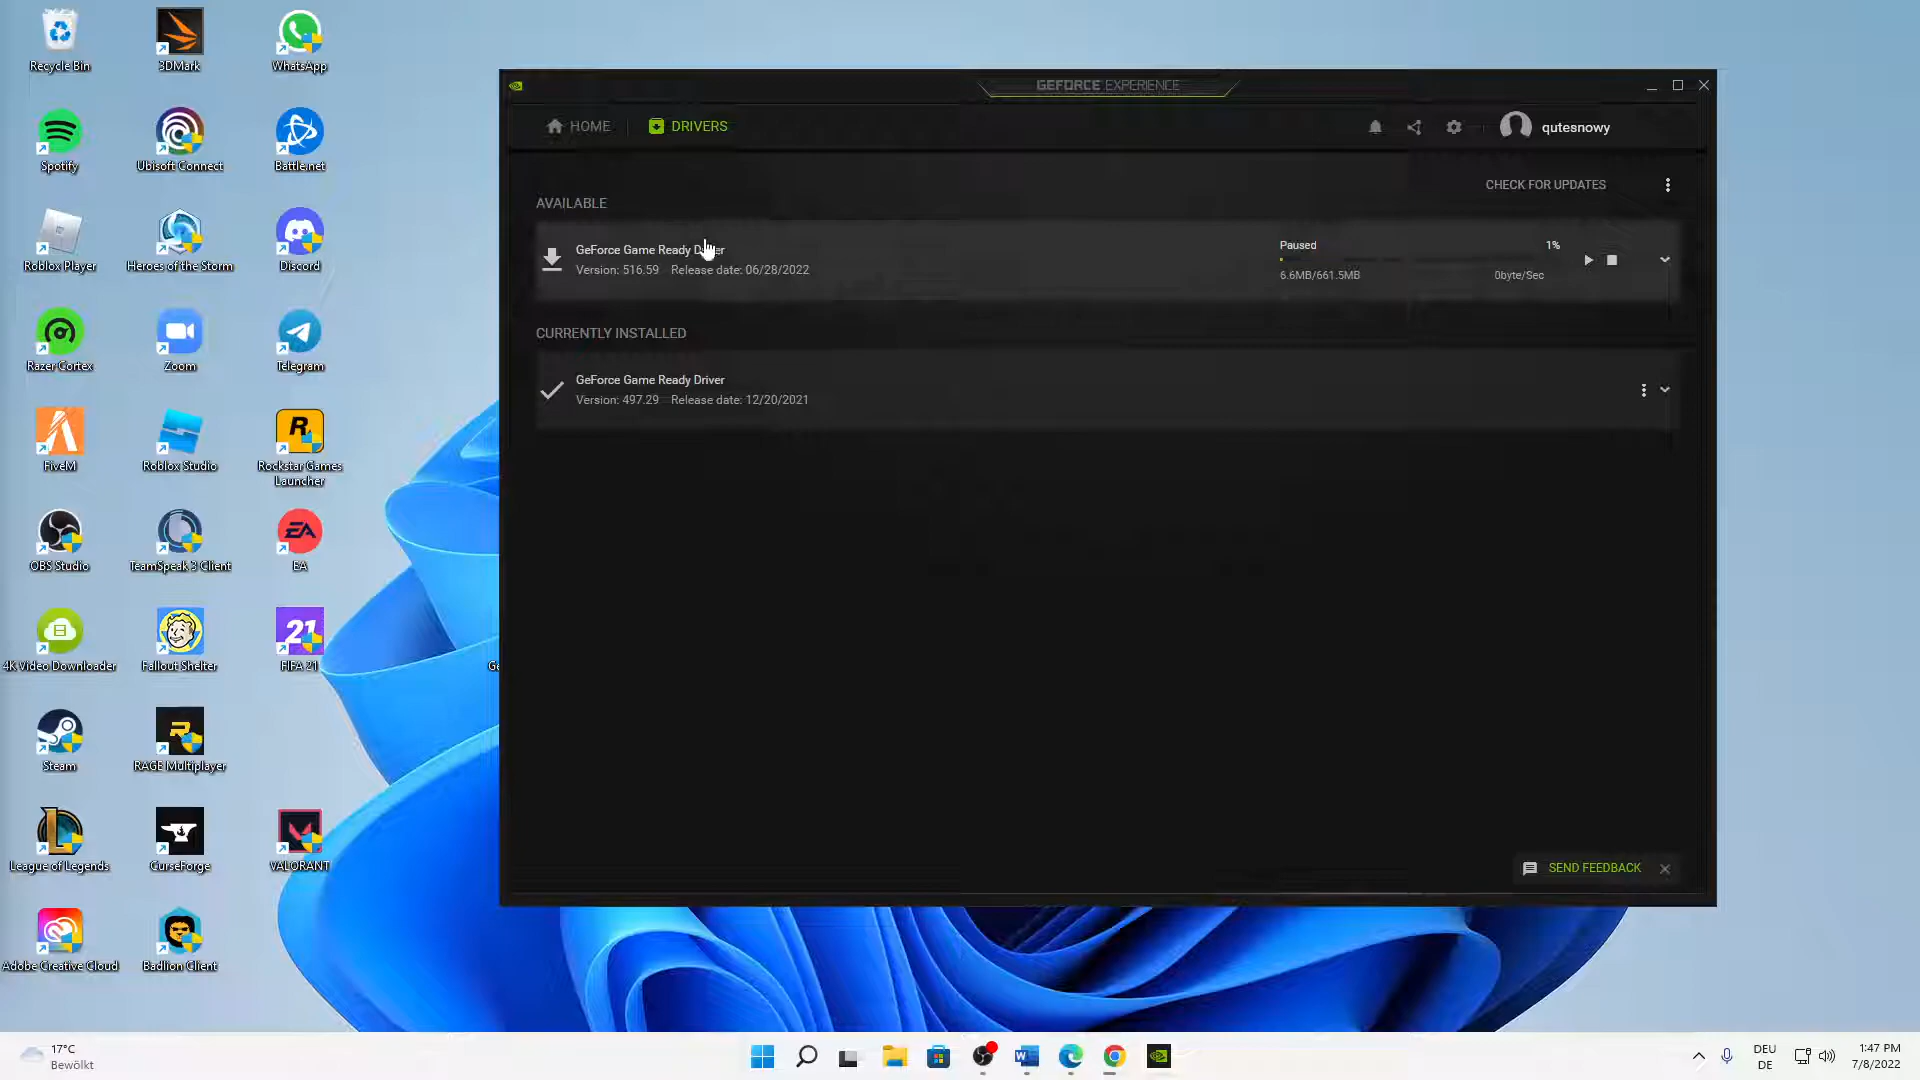 Recycle Bin
3DMark
WhatsApp
Spotify
Ubisoft Connect
Battle.net
Roblox Player
Heroes of the Storm
Discord
Razer Cortex
Zoom
Telegram
FiveM
Roblox Studio
Rockstar Games
Launcher
OBS Studio
TeamSpeak 3 Client
EA
4K Video Downloader
Fallout Shelter
FIFA 21
Steam
RAGE Multiplayer
League of Legends
CurseForge
VALORANT
Adobe Creative Cloud
Badlion Client
Ge
GEFORCE EXPERIENCE
HOME
DRIVERS
qutesnowy
CHECK FOR UPDATES
AVAILABLE
GeForce Game Ready Driver
Version: 516.59 Release date: 06/28/2022
Paused 1%
6.6MB/661.5MB 0byte/Sec
CURRENTLY INSTALLED
GeForce Game Ready Driver
Version: 497.29 Release date: 12/20/2021
SEND FEEDBACK
17°C
Bewölkt
DEU
DE
1:47 PM
7/8/2022